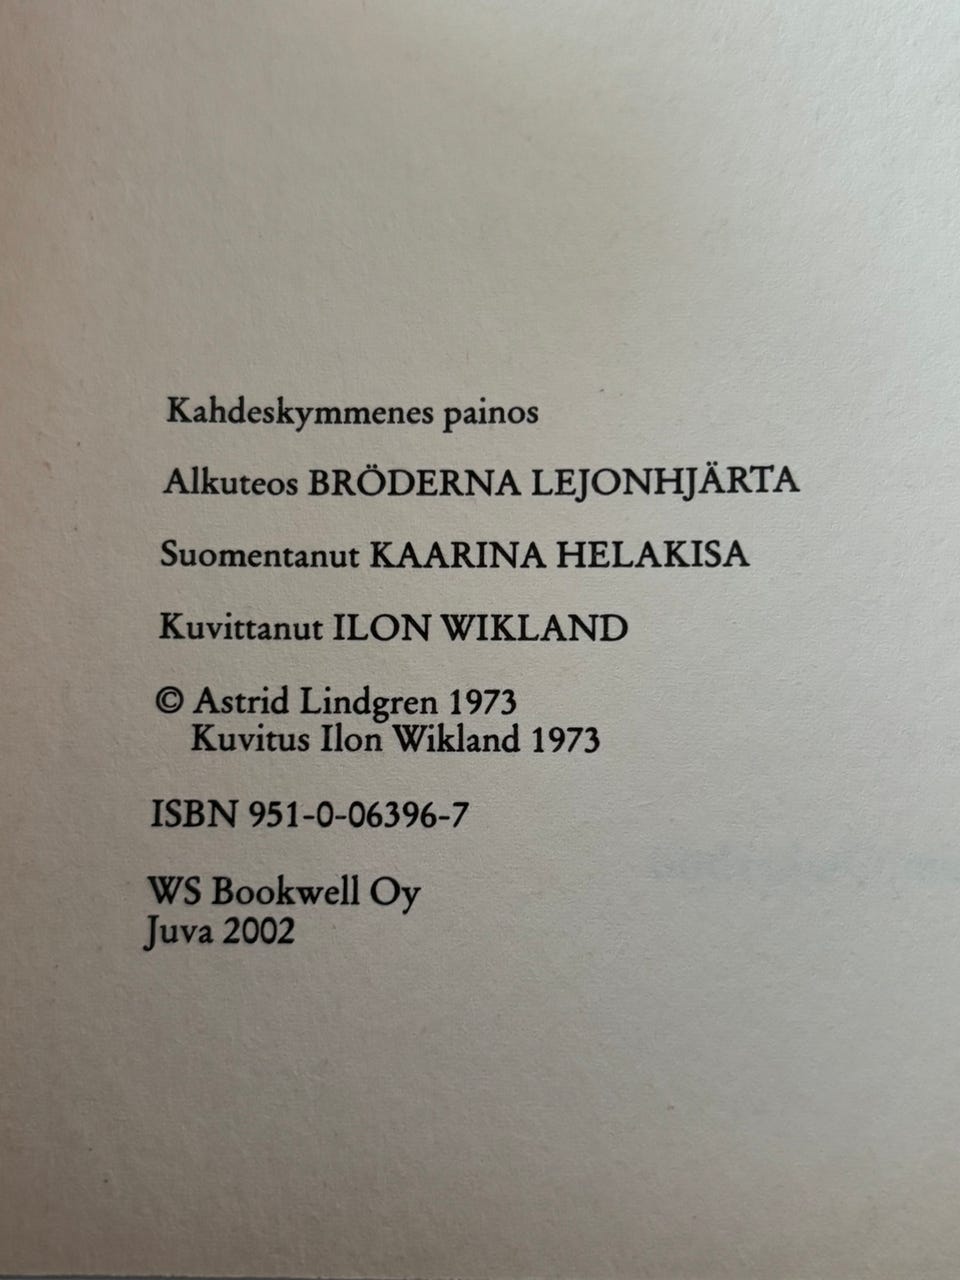 Kahdeskymmenes painos
Alkuteos BRÖDERNA LEJONHJÄRTA
Suomentanut KAARINA HELAKISA
Kuvittanut ILON WIKLAND
© Astrid Lindgren 1973
Kuvitus Ilon Wikland 1973
ISBN 951-0-06396-7
WS Bookwell Oy
Juva 2002